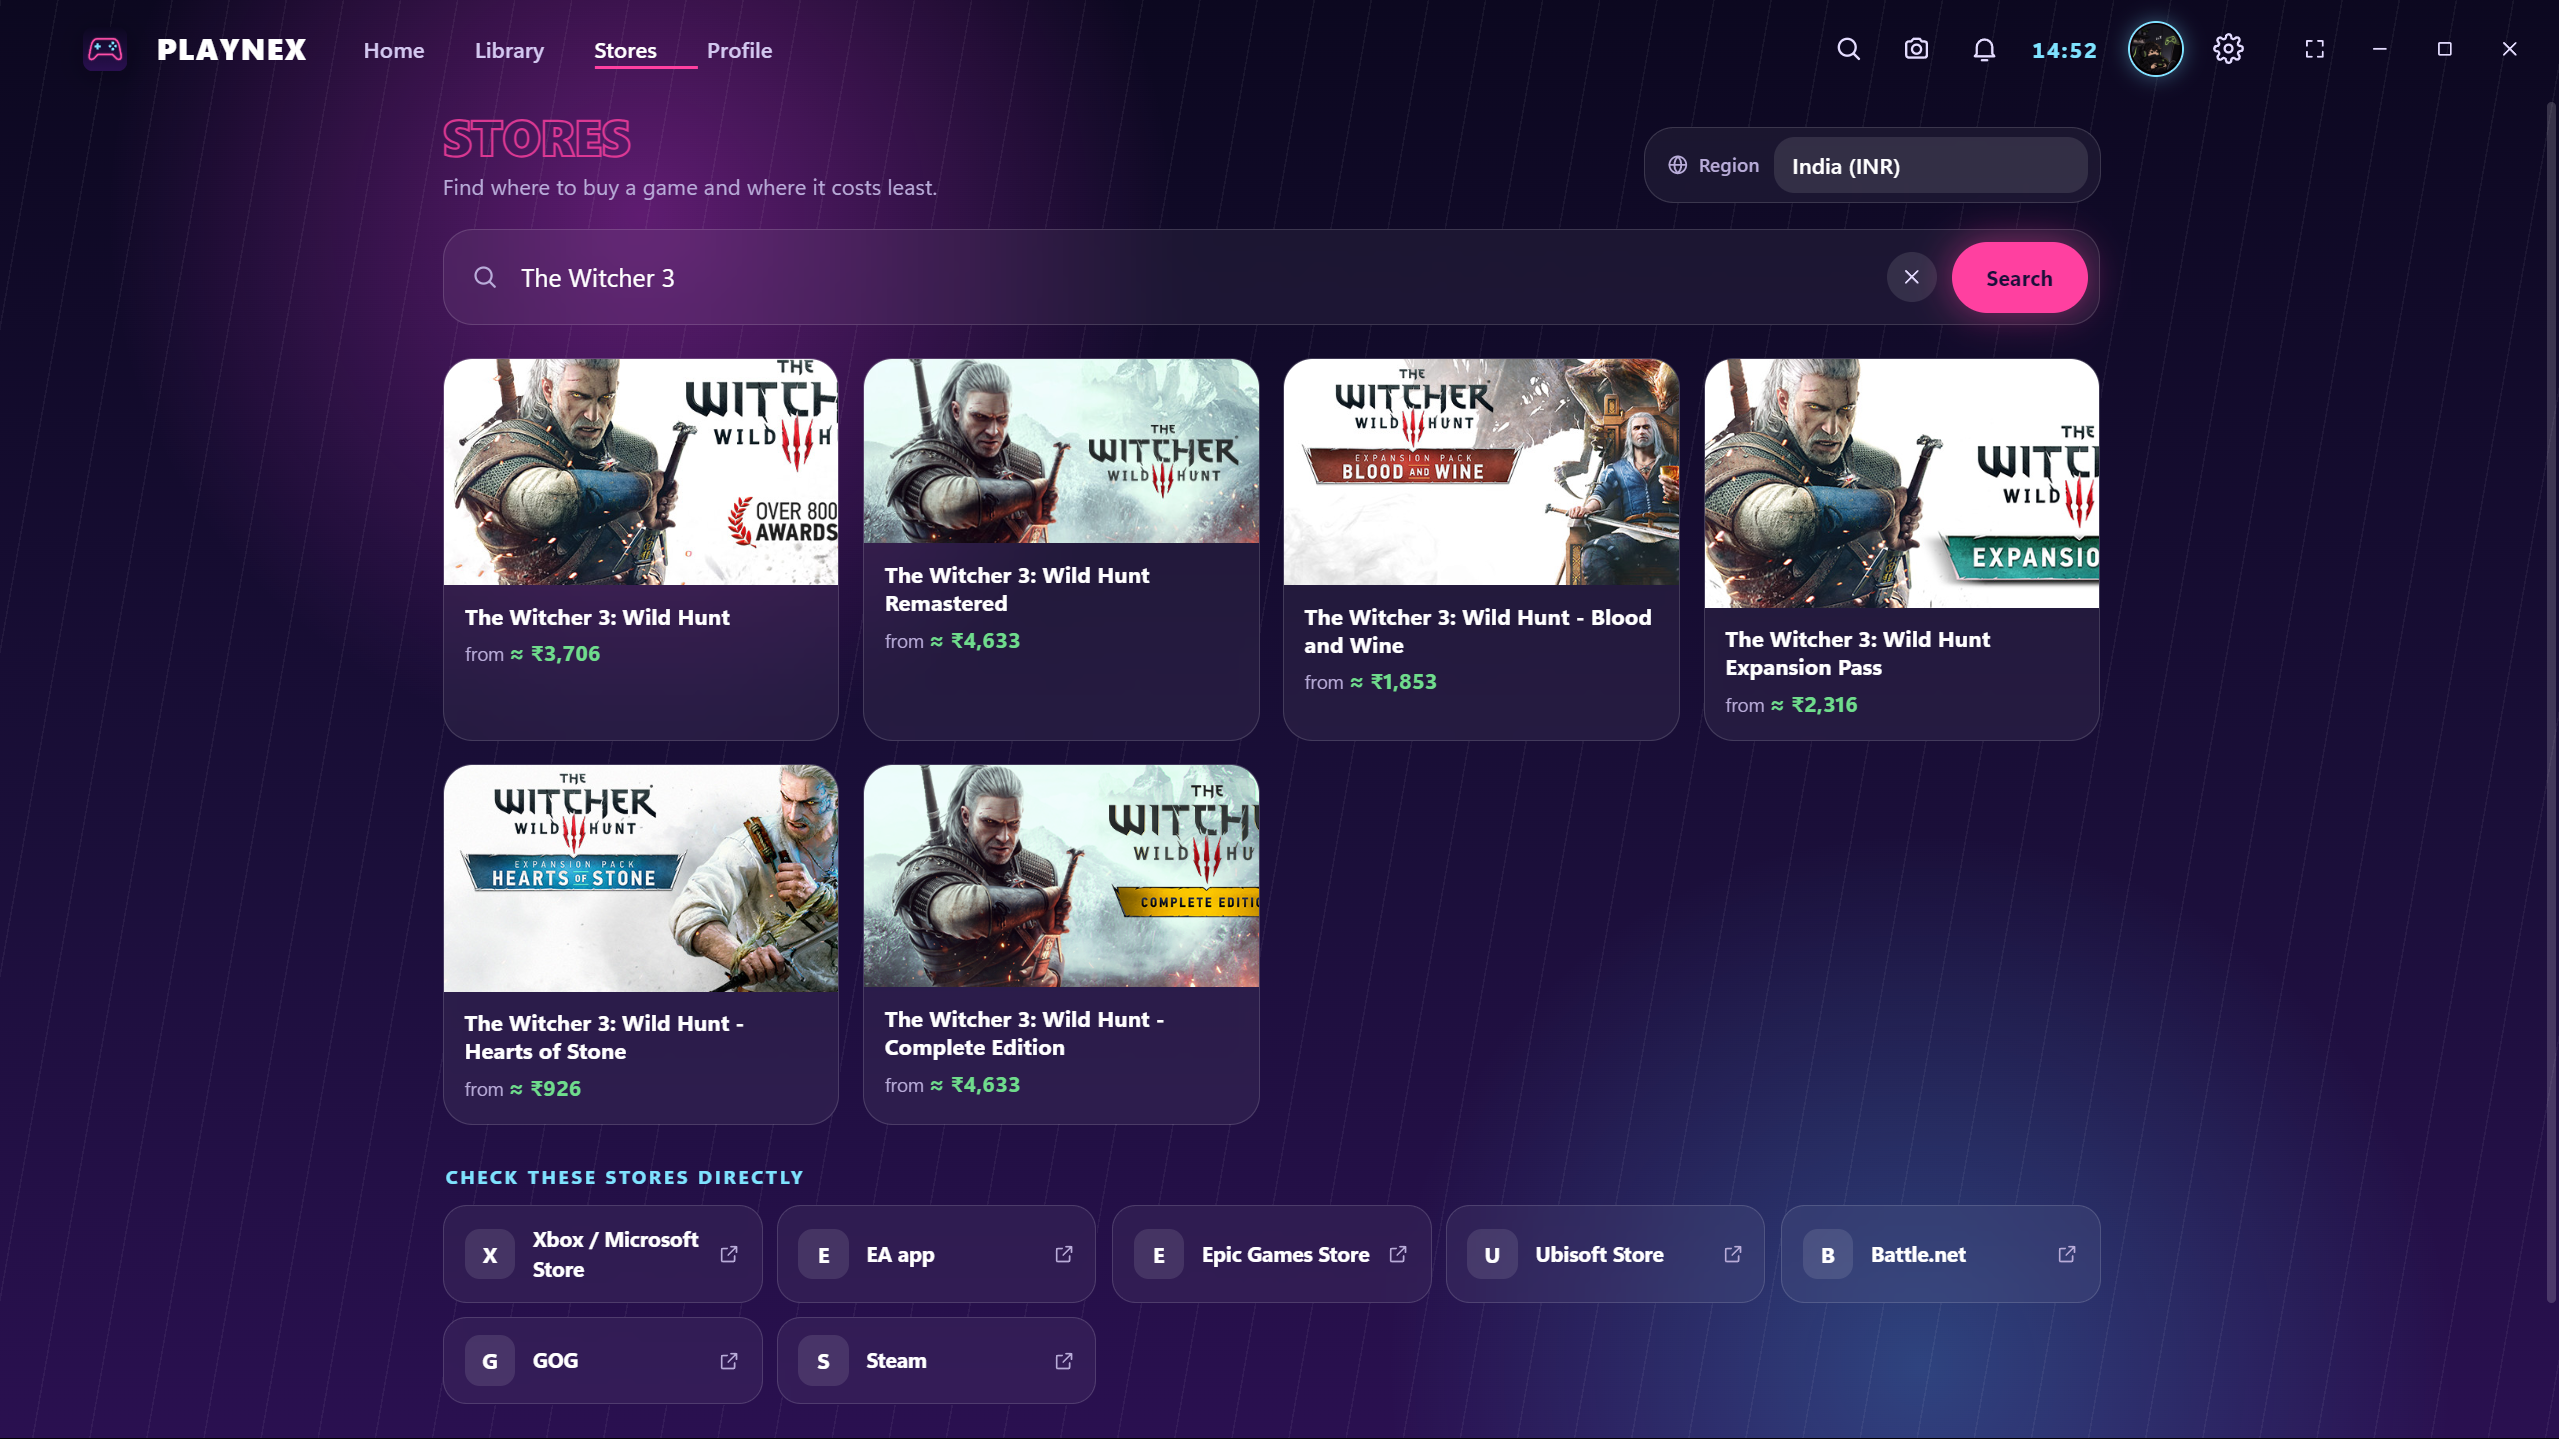 PLAYNEX
Home
Library
Stores
Profile
14:52
STORES
Find where to buy a game and where it costs least.
Region
India (INR)
The Witcher 3
Search
THE
WITCH
WILD H
OVER 800
AWARDS
The Witcher 3: Wild Hunt
from ≈ ₹3,706
THE
WITCHER
WILD HUNT
The Witcher 3: Wild Hunt
Remastered
from ≈ ₹4,633
THE
WITCHER
WILD HUNT
EXPANSION PACK
BLOOD AND WINE
The Witcher 3: Wild Hunt - Blood
and Wine
from ≈ ₹1,853
THE
WITC
WILD
EXPANSIO
The Witcher 3: Wild Hunt
Expansion Pass
from ≈ ₹2,316
THE
WITCHER
WILD HUNT
EXPANSION PACK
HEARTS OF STONE
The Witcher 3: Wild Hunt -
Hearts of Stone
from ≈ ₹926
THE
WITCH
WILD HU
COMPLETE EDITIO
The Witcher 3: Wild Hunt -
Complete Edition
from ≈ ₹4,633
CHECK THESE STORES DIRECTLY
X
Xbox / Microsoft
Store
E
EA app
E
Epic Games Store
U
Ubisoft Store
B
Battle.net
G
GOG
S
Steam